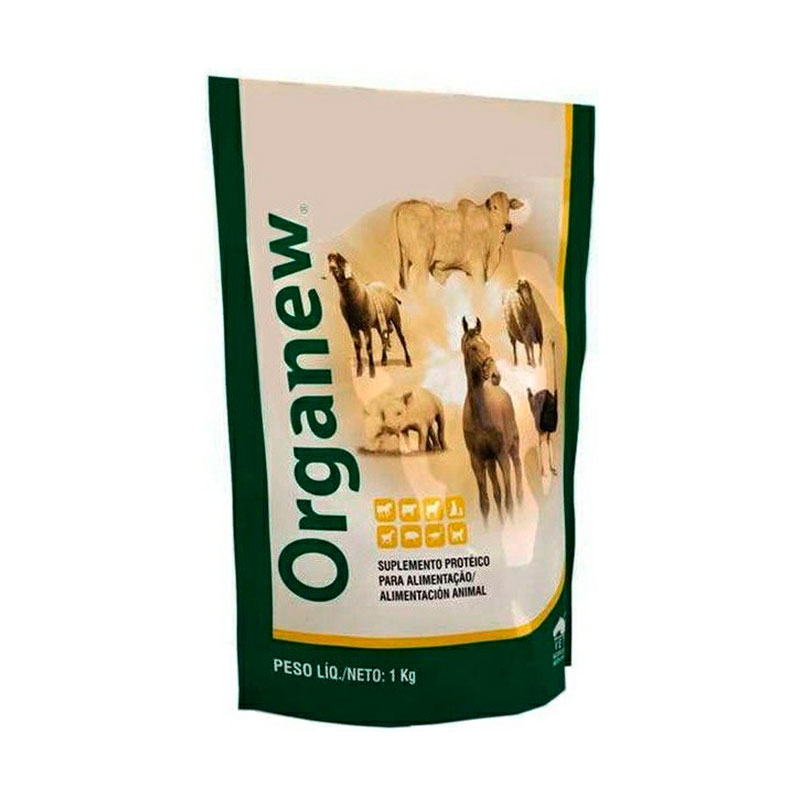 Organew®
SUPLEMENTO PROTÉICO
PARA ALIMENTAÇÃO/
ALIMENTACIÓN ANIMAL
PESO LÍQ./NETO: 1 Kg